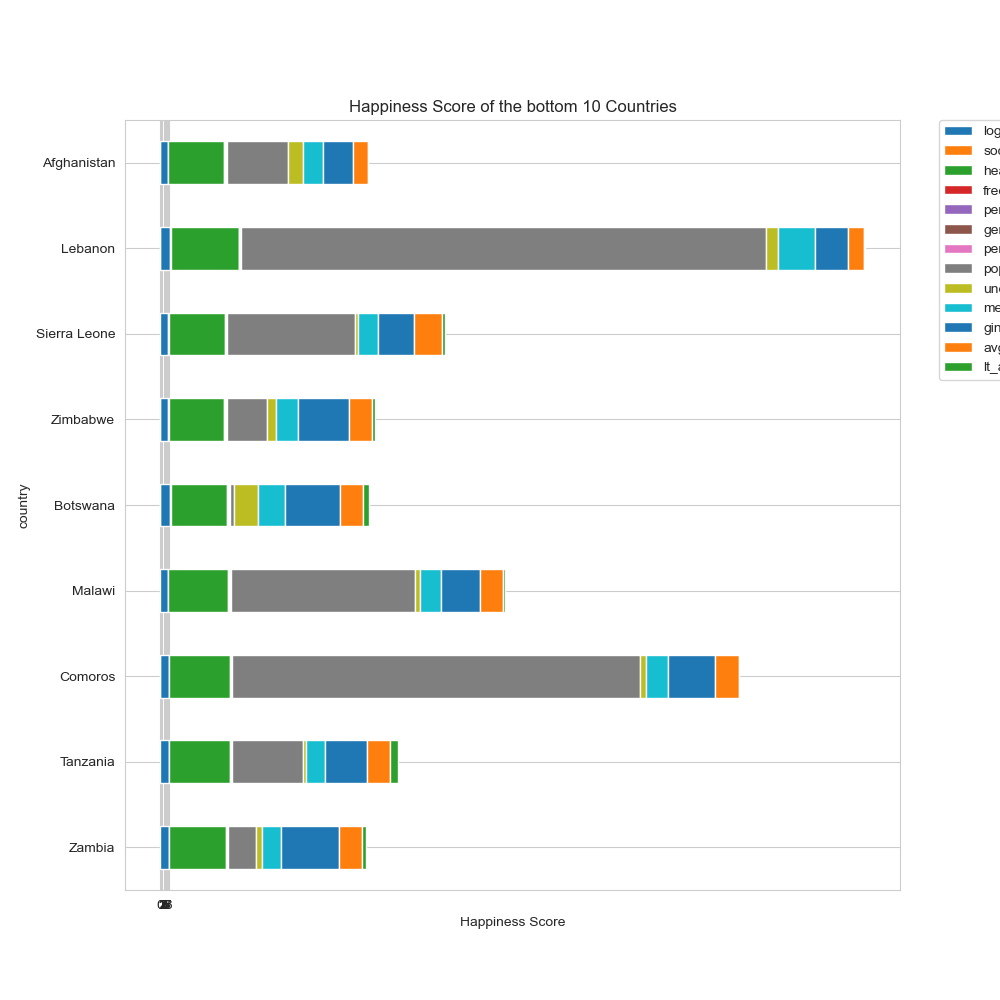 Happiness Score of the bottom 10 Countries
Afghanistan
Lebanon
Sierra Leone
Zimbabwe
Botswana
Malawi
Comoros
Tanzania
Zambia
country
Happiness Score
log
soc
hea
free
per
gen
per
pop
une
me
gin
avg
lt_a